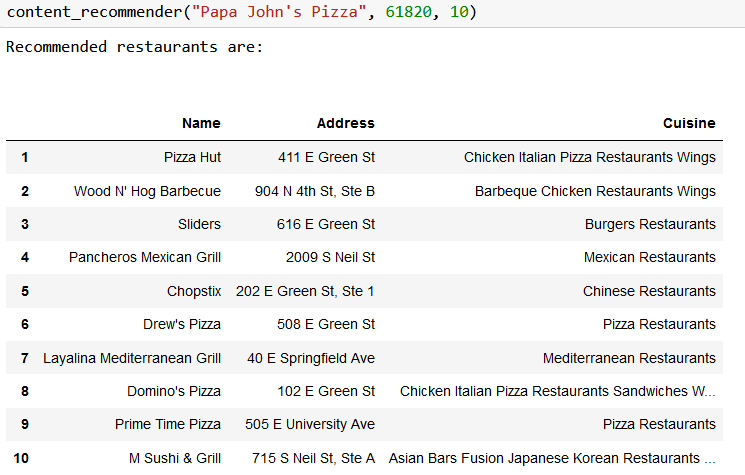 content_recommender("Papa John's Pizza", 61820, 10)
Recommended restaurants are:
Name Address Cuisine
1 Pizza Hut 411 E Green St Chicken Italian Pizza Restaurants Wings
2 Wood N' Hog Barbecue 904 N 4th St, Ste B Barbeque Chicken Restaurants Wings
3 Sliders 616 E Green St Burgers Restaurants
4 Pancheros Mexican Grill 2009 S Neil St Mexican Restaurants
5 Chopstix 202 E Green St, Ste 1 Chinese Restaurants
6 Drew's Pizza 508 E Green St Pizza Restaurants
7 Layalina Mediterranean Grill 40 E Springfield Ave Mediterranean Restaurants
8 Domino's Pizza 102 E Green St Chicken Italian Pizza Restaurants Sandwiches W...
9 Prime Time Pizza 505 E University Ave Pizza Restaurants
10 M Sushi & Grill 715 S Neil St, Ste A Asian Bars Fusion Japanese Korean Restaurants ...